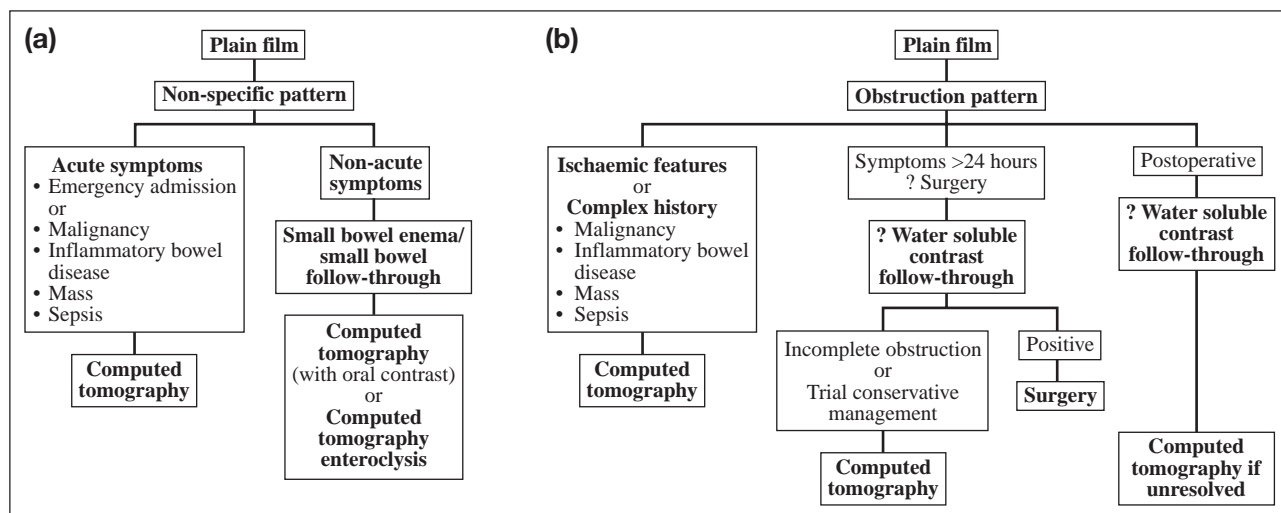 (a)
Plain film
Non-specific pattern
Acute symptoms
• Emergency admission
or
• Malignancy
• Inflammatory bowel
disease
• Mass
• Sepsis
Computed
tomography
Non-acute
symptoms
Small bowel enema/
small bowel
follow-through
Computed
tomography
(with oral contrast)
or
Computed
tomography
enteroclysis
(b)
Plain film
Obstruction pattern
Ischaemic features
or
Complex history
• Malignancy
• Inflammatory bowel
disease
• Mass
• Sepsis
Computed
tomography
Symptoms >24 hours
? Surgery
? Water soluble
contrast
follow-through
Incomplete obstruction
or
Trial conservative
management
Computed
tomography
Positive
Surgery
Postoperative
? Water soluble
contrast
follow-through
Computed
tomography if
unresolved